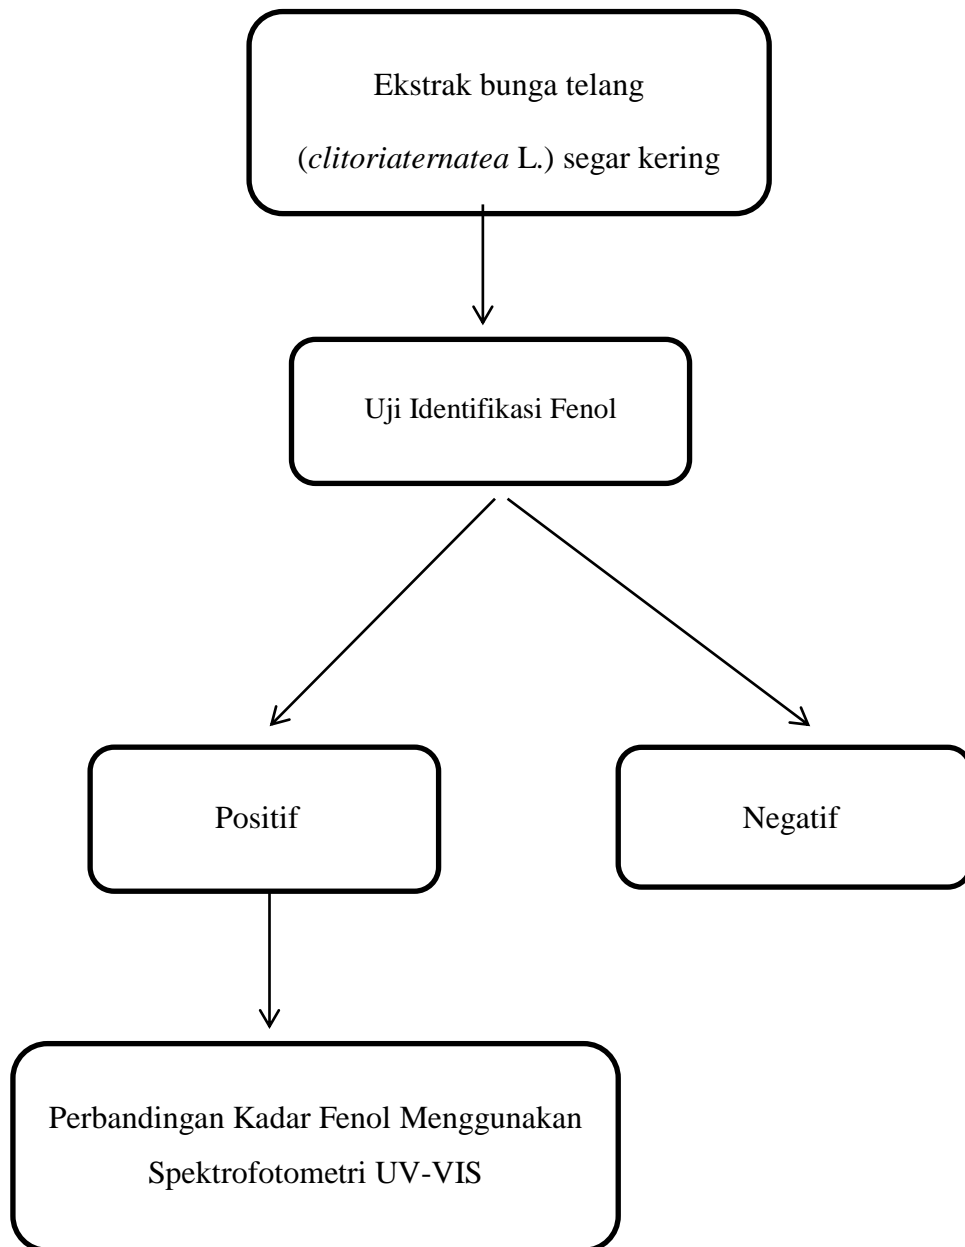 Ekstrak bunga telang
(clitoriaternatea L.) segar kering
Uji Identifikasi Fenol
Positif
Negatif
Perbandingan Kadar Fenol Menggunakan
Spektrofotometri UV-VIS